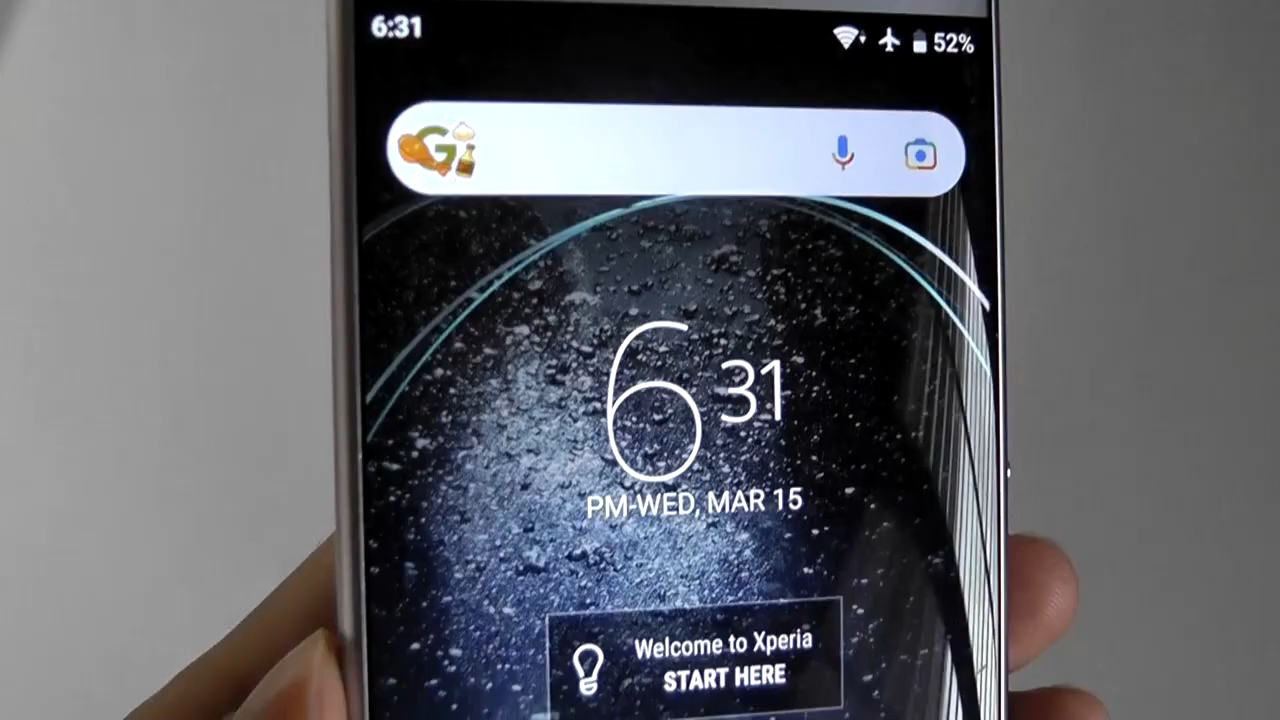 6:31
52%
G
6 31
PM-WED, MAR 15
Welcome to Xperia
START HERE